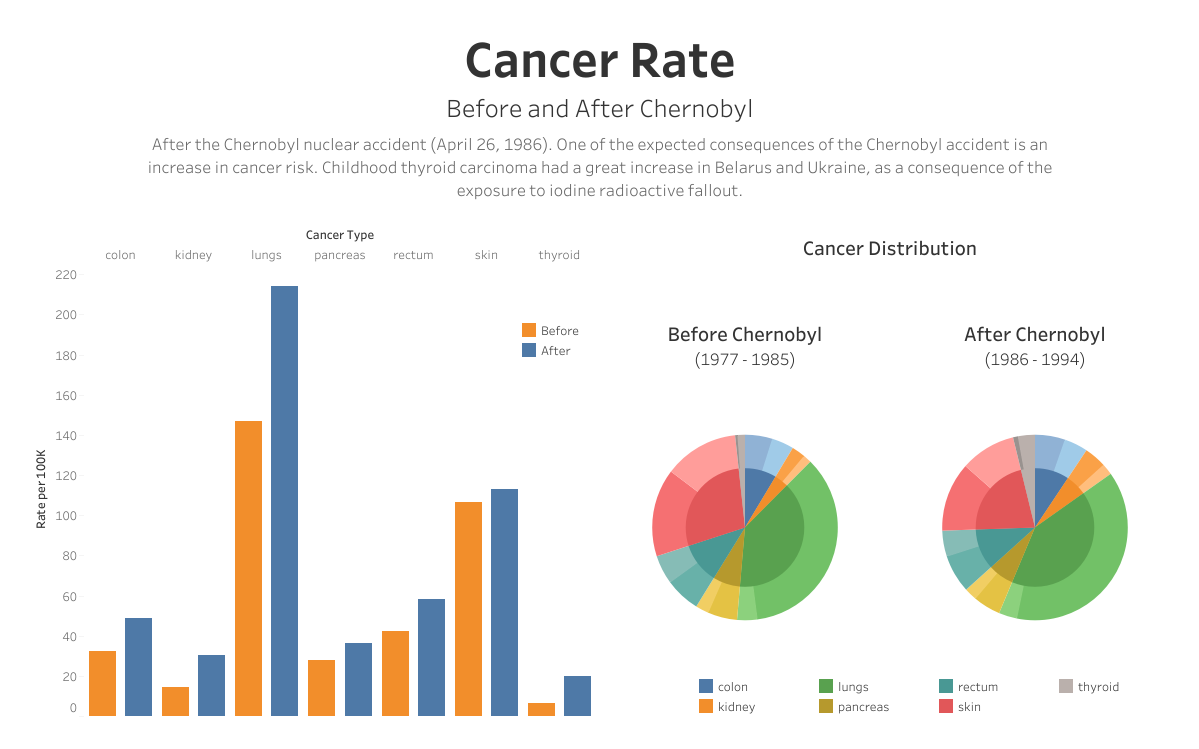 Cancer Rate
Before and After Chernobyl
After the Chernobyl nuclear accident (April 26, 1986). One of the expected consequences of the Chernobyl accident is an
increase in cancer risk. Childhood thyroid carcinoma had a great increase in Belarus and Ukraine, as a consequence of the
exposure to iodine radioactive fallout.
Cancer Type
colon kidney lungs pancreas rectum skin thyroid
220
200
180
160
140
120
100
80
60
40
20
0
Rate per 100K
Before
After
Cancer Distribution
Before Chernobyl
(1977 - 1985)
After Chernobyl
(1986 - 1994)
colon lungs rectum thyroid
kidney pancreas skin